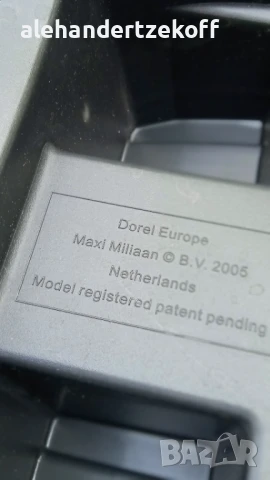 alehandertzekoff
Dorel Europe
Maxi Miliaan © B.V. 2005
Netherlands
Model registered patent pending
BAZAR